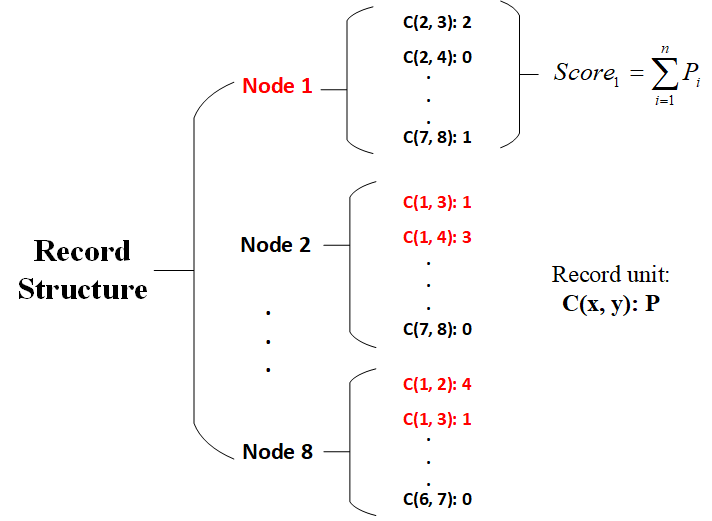 Record
Structure
Node 1
C(2, 3): 2
C(2, 4): 0
.
.
.
C(7, 8): 1
Score₁ = ∑ⁿᵢ₌₁ Pᵢ
Node 2
C(1, 3): 1
C(1, 4): 3
.
.
.
C(7, 8): 0
.
.
.
Node 8
C(1, 2): 4
C(1, 3): 1
.
.
.
C(6, 7): 0
Record unit:
C(x, y): P